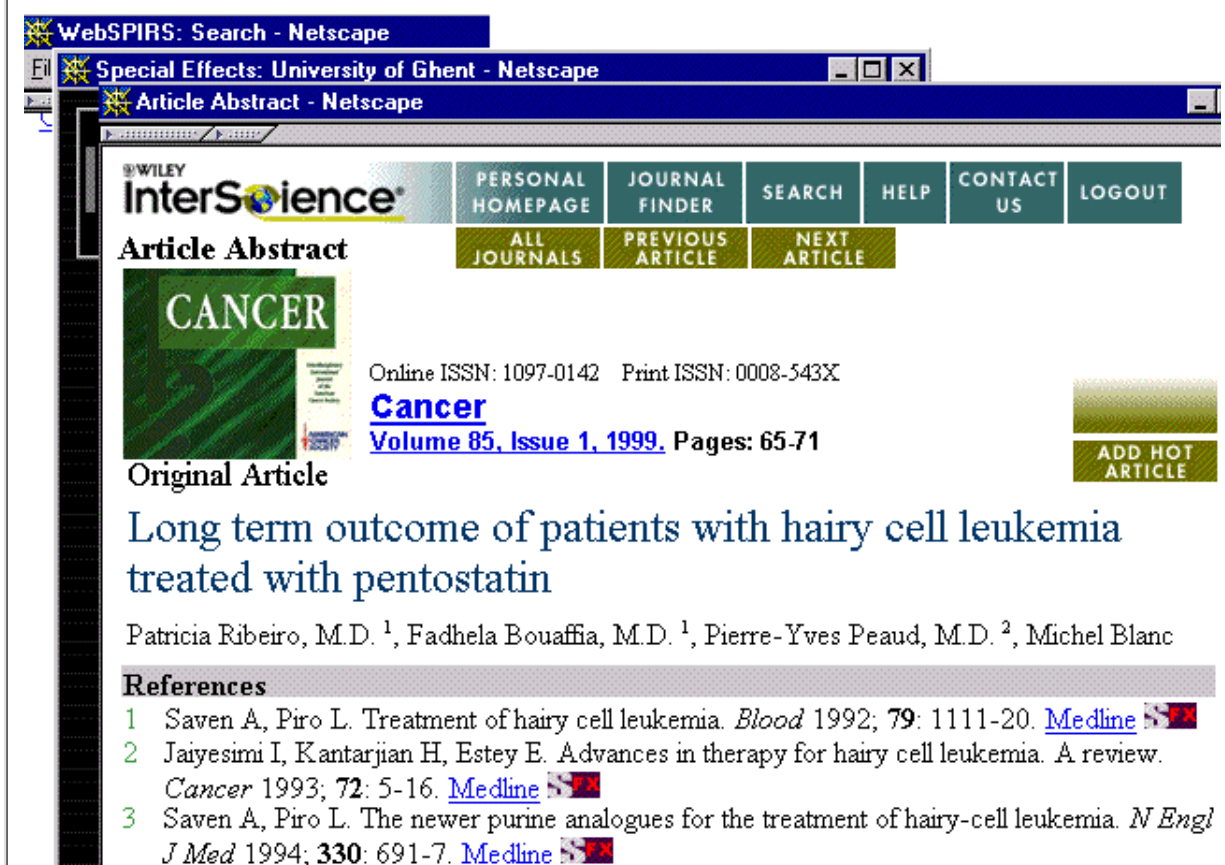 WebSPIRS: Search - Netscape
Fil
Special Effects: University of Ghent - Netscape
Article Abstract - Netscape
WILEY
InterScience
PERSONAL HOMEPAGE
JOURNAL FINDER
SEARCH
HELP
CONTACT US
LOGOUT
Article Abstract
ALL JOURNALS
PREVIOUS ARTICLE
NEXT ARTICLE
CANCER
Online ISSN: 1097-0142 Print ISSN: 0008-543X
Cancer
Volume 85, Issue 1, 1999. Pages: 65-71
ADD HOT ARTICLE
Original Article
Long term outcome of patients with hairy cell leukemia
treated with pentostatin
Patricia Ribeiro, M.D. 1, Fadhela Bouaffia, M.D. 1, Pierre-Yves Peaud, M.D. 2, Michel Blanc
References
1 Saven A, Piro L. Treatment of hairy cell leukemia. Blood 1992; 79: 1111-20. Medline SFX
2 Jaiyesimi I, Kantarjian H, Estey E. Advances in therapy for hairy cell leukemia. A review.
Cancer 1993; 72: 5-16. Medline SFX
3 Saven A, Piro L. The newer purine analogues for the treatment of hairy-cell leukemia. N Engl
J Med 1994; 330: 691-7. Medline SFX